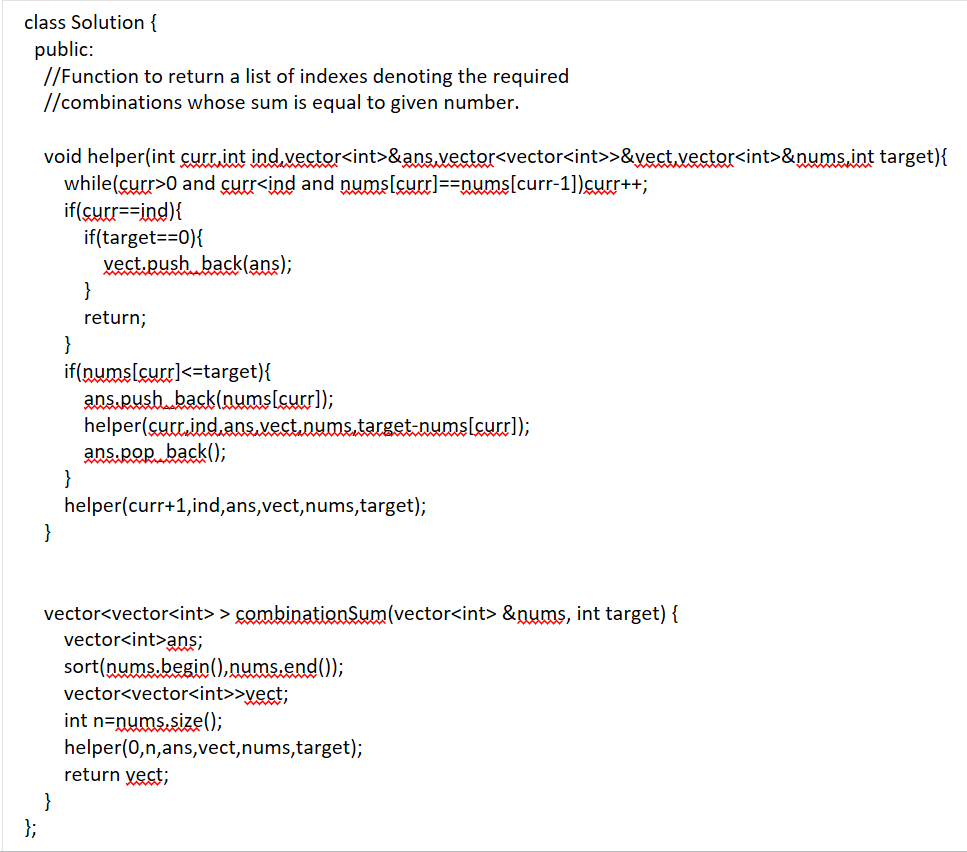 class Solution {
public:
//Function to return a list of indexes denoting the required
//combinations whose sum is equal to given number.
void helper(int curr,int ind,vector<int>&ans,vector<vector<int>>&vect,vector<int>&nums,int target){
while(curr>0 and curr<ind and nums[curr]==nums[curr-1])curr++;
if(curr==ind){
if(target==0){
vect.push_back(ans);
}
return;
}
if(nums[curr]<=target){
ans.push_back(nums[curr]);
helper(curr,ind,ans,vect,nums,target-nums[curr]);
ans.pop_back();
}
helper(curr+1,ind,ans,vect,nums,target);
}
vector<vector<int> > combinationSum(vector<int> &nums, int target) {
vector<int>ans;
sort(nums.begin(),nums.end());
vector<vector<int>>vect;
int n=nums.size();
helper(0,n,ans,vect,nums,target);
return vect;
}
};